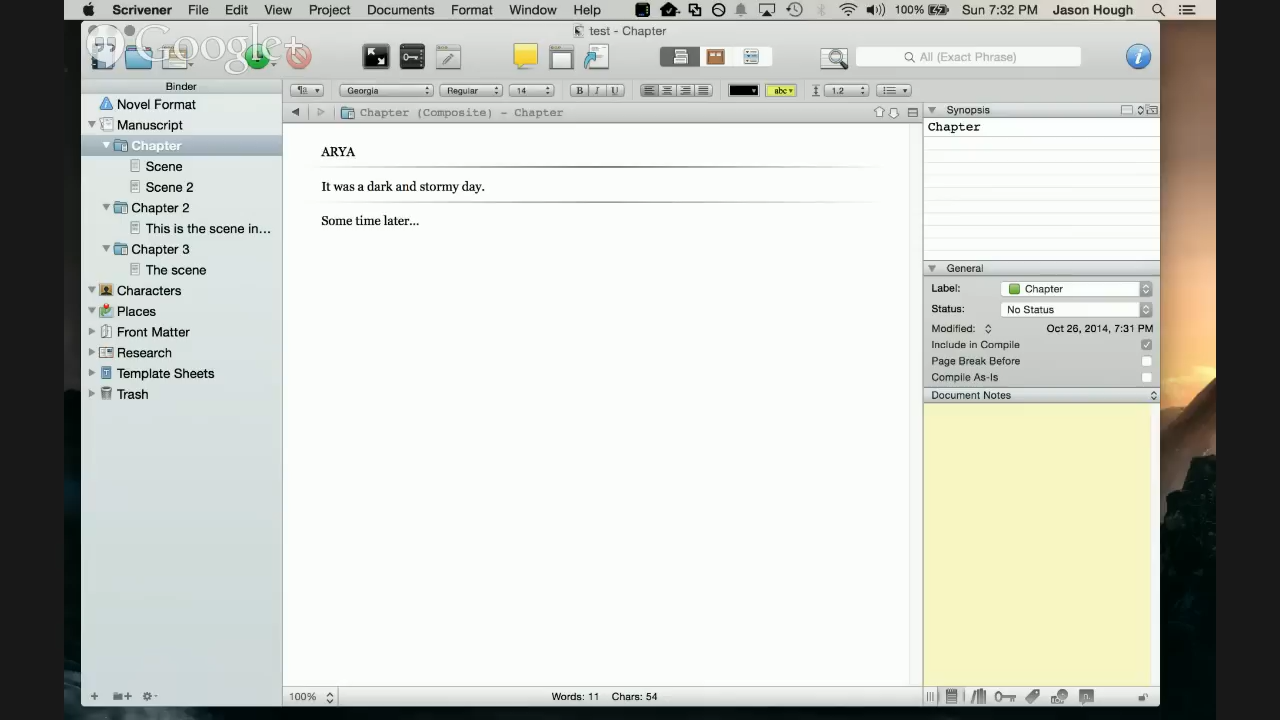 Scrivener File Edit View Project Documents Format Window Help 100% Sun 7:32 PM Jason Hough
test - Chapter
Google+
All (Exact Phrase)
Binder
Georgia Regular 14 B I U abc 1.2
Novel Format
Manuscript
Chapter
Scene
Scene 2
Chapter 2
This is the scene in...
Chapter 3
The scene
Characters
Places
Front Matter
Research
Template Sheets
Trash
Chapter (Composite) - Chapter
ARYA
It was a dark and stormy day.
Some time later...
100% Words: 11 Chars: 54
Synopsis
Chapter
General
Label: Chapter
Status: No Status
Modified: Oct 26, 2014, 7:31 PM
Include in Compile
Page Break Before
Compile As-Is
Document Notes